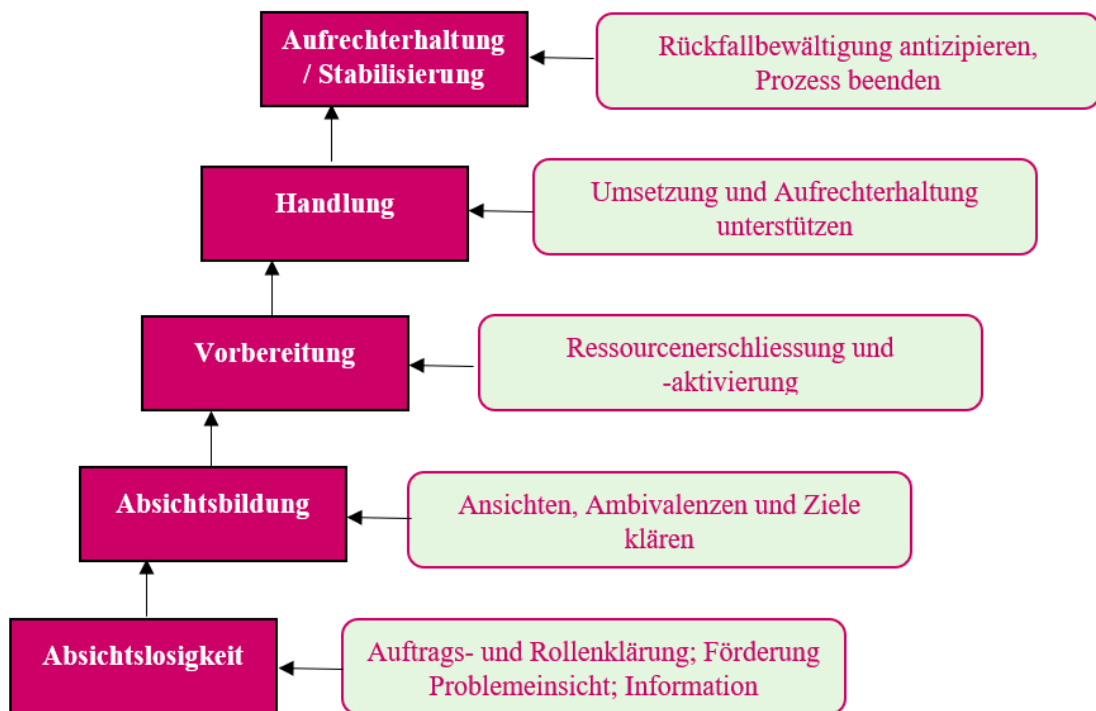 Aufrechterhaltung
/ Stabilisierung
Rückfallbewältigung antizipieren,
Prozess beenden
Handlung
Umsetzung und Aufrechterhaltung
unterstützen
Vorbereitung
Ressourcenerschliessung und
-aktivierung
Absichtsbildung
Ansichten, Ambivalenzen und Ziele
klären
Absichtslosigkeit
Auftrags- und Rollenklärung; Förderung
Problemeinsicht; Information